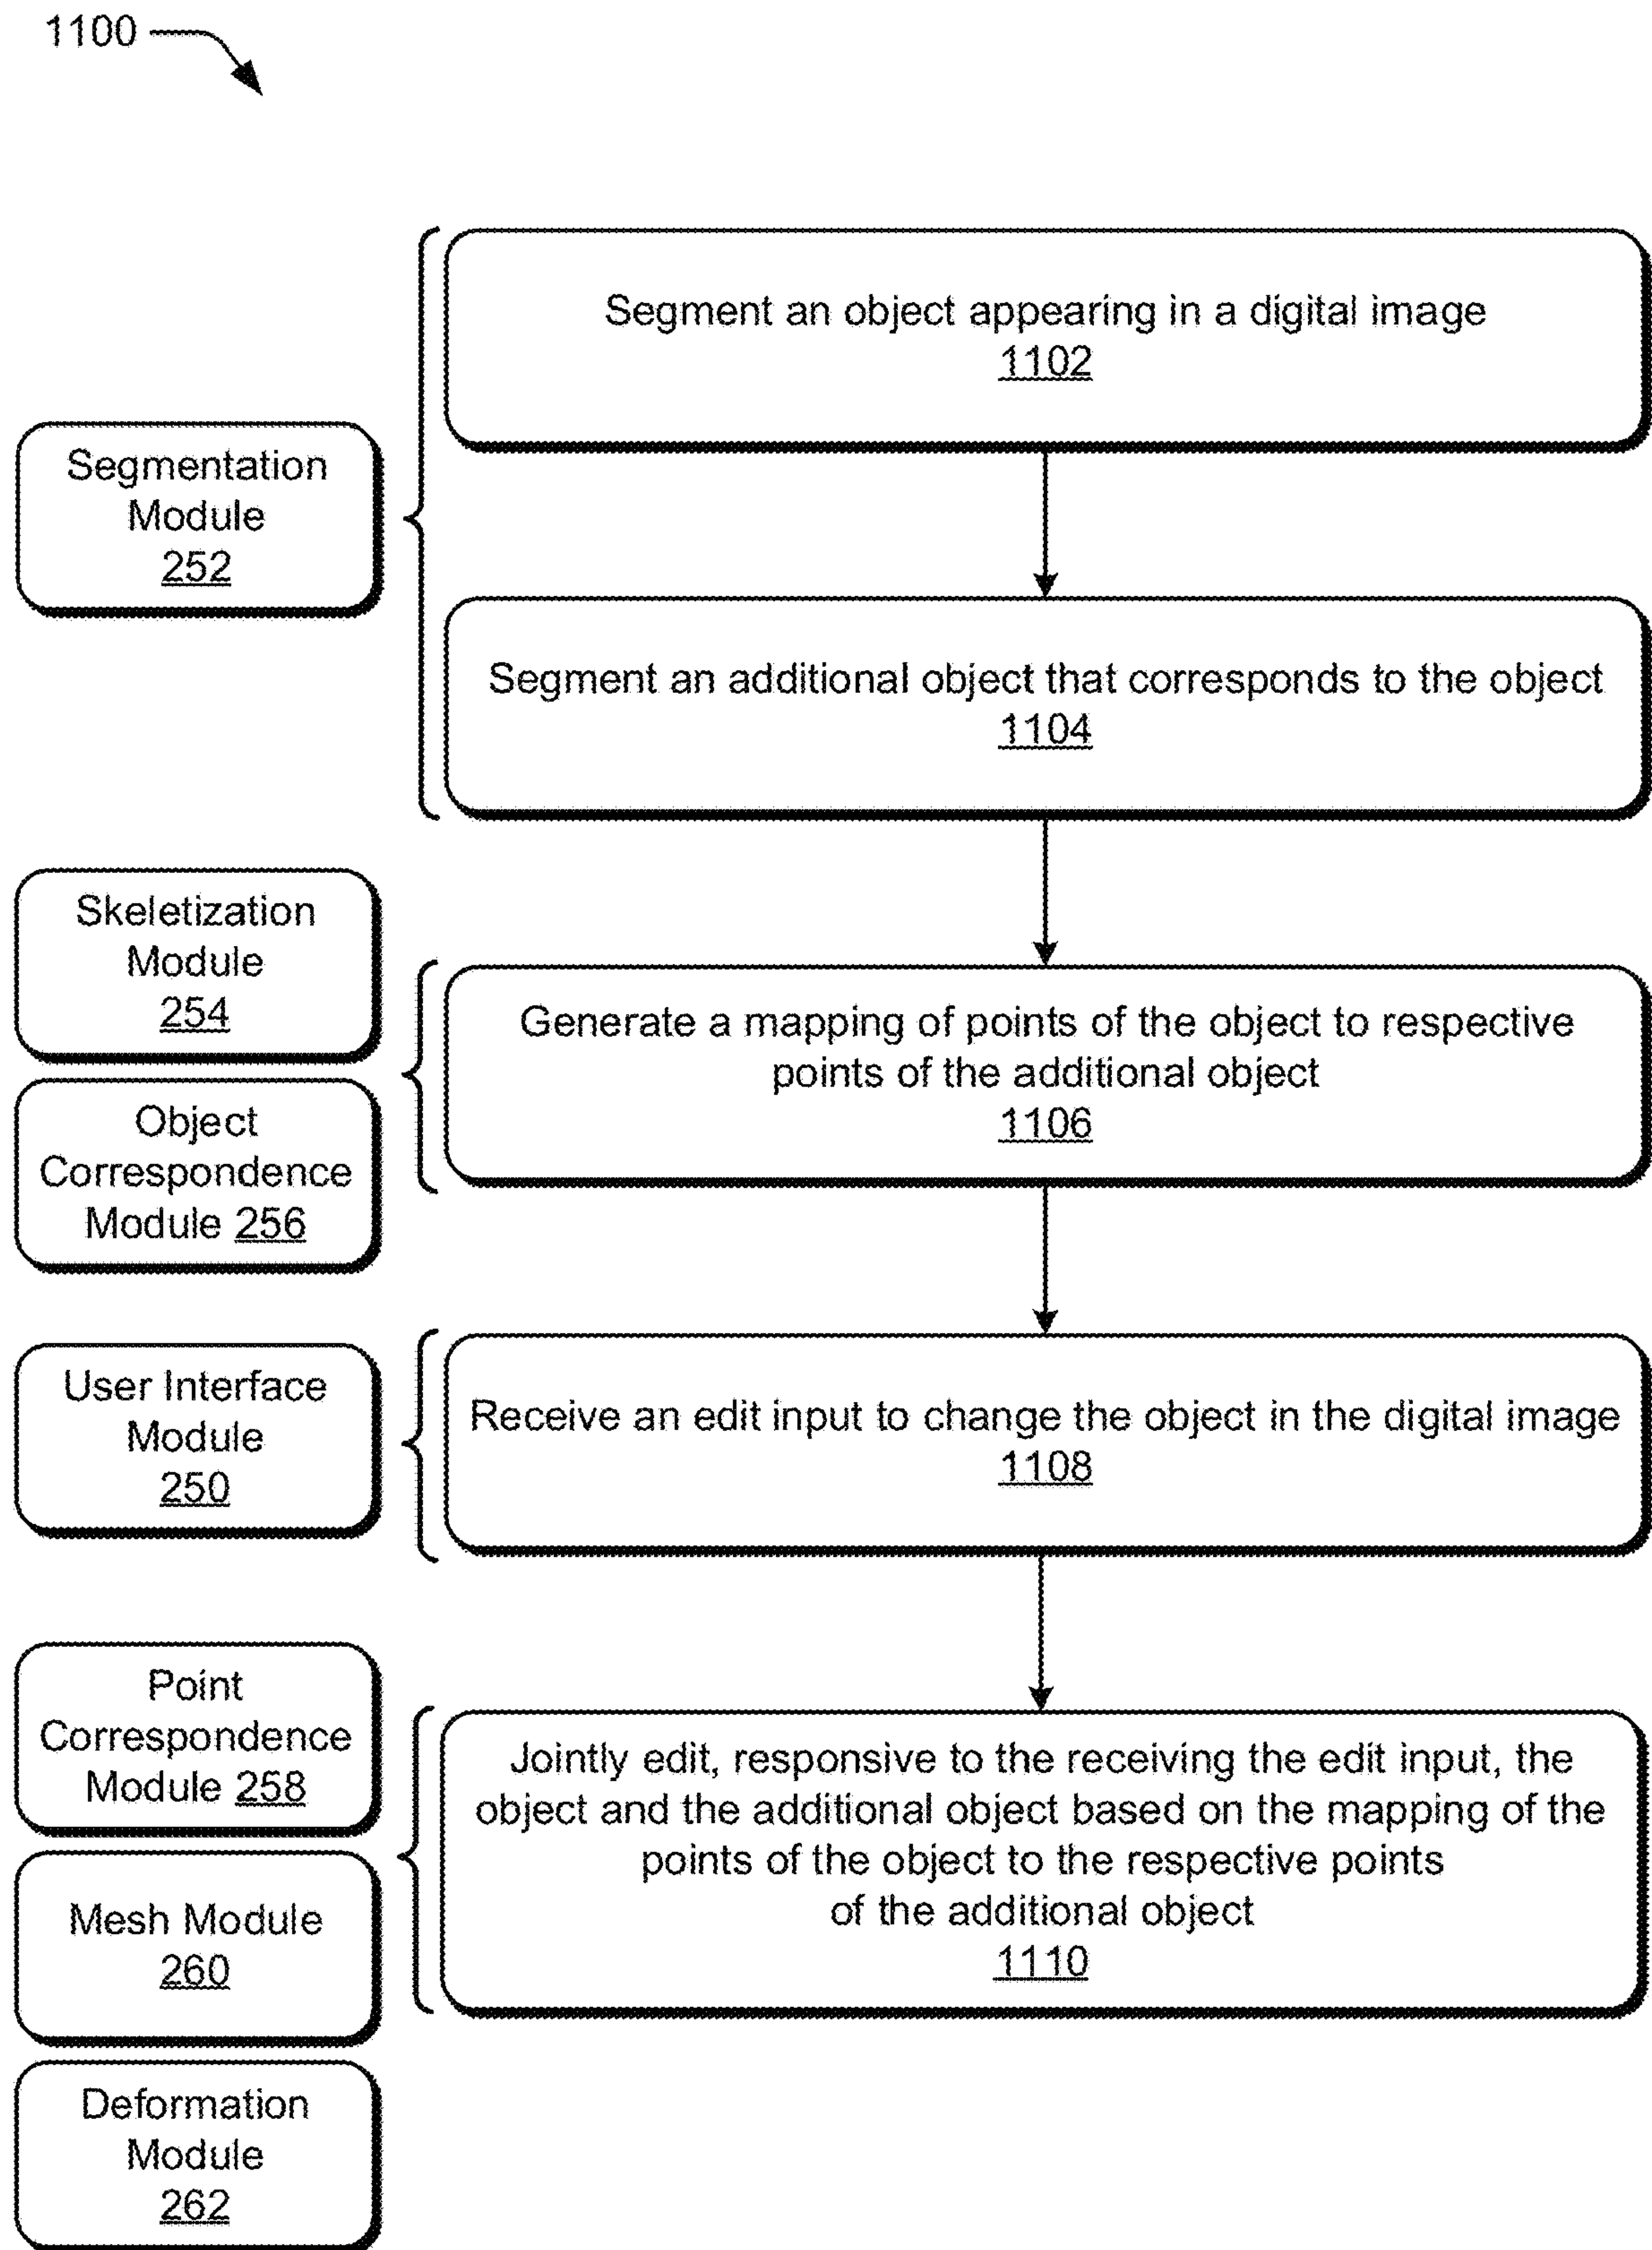 1100
Segment an object appearing in a digital image
1102
Segmentation
Module
252
Segment an additional object that corresponds to the object
1104
Skeletization
Module
254
Object
Correspondence
Module 256
Generate a mapping of points of the object to respective
points of the additional object
1106
User Interface
Module
250
Receive an edit input to change the object in the digital image
1108
Point
Correspondence
Module 258
Mesh Module
260
Deformation
Module
262
Jointly edit, responsive to the receiving the edit input, the
object and the additional object based on the mapping of the
points of the object to the respective points
of the additional object
1110